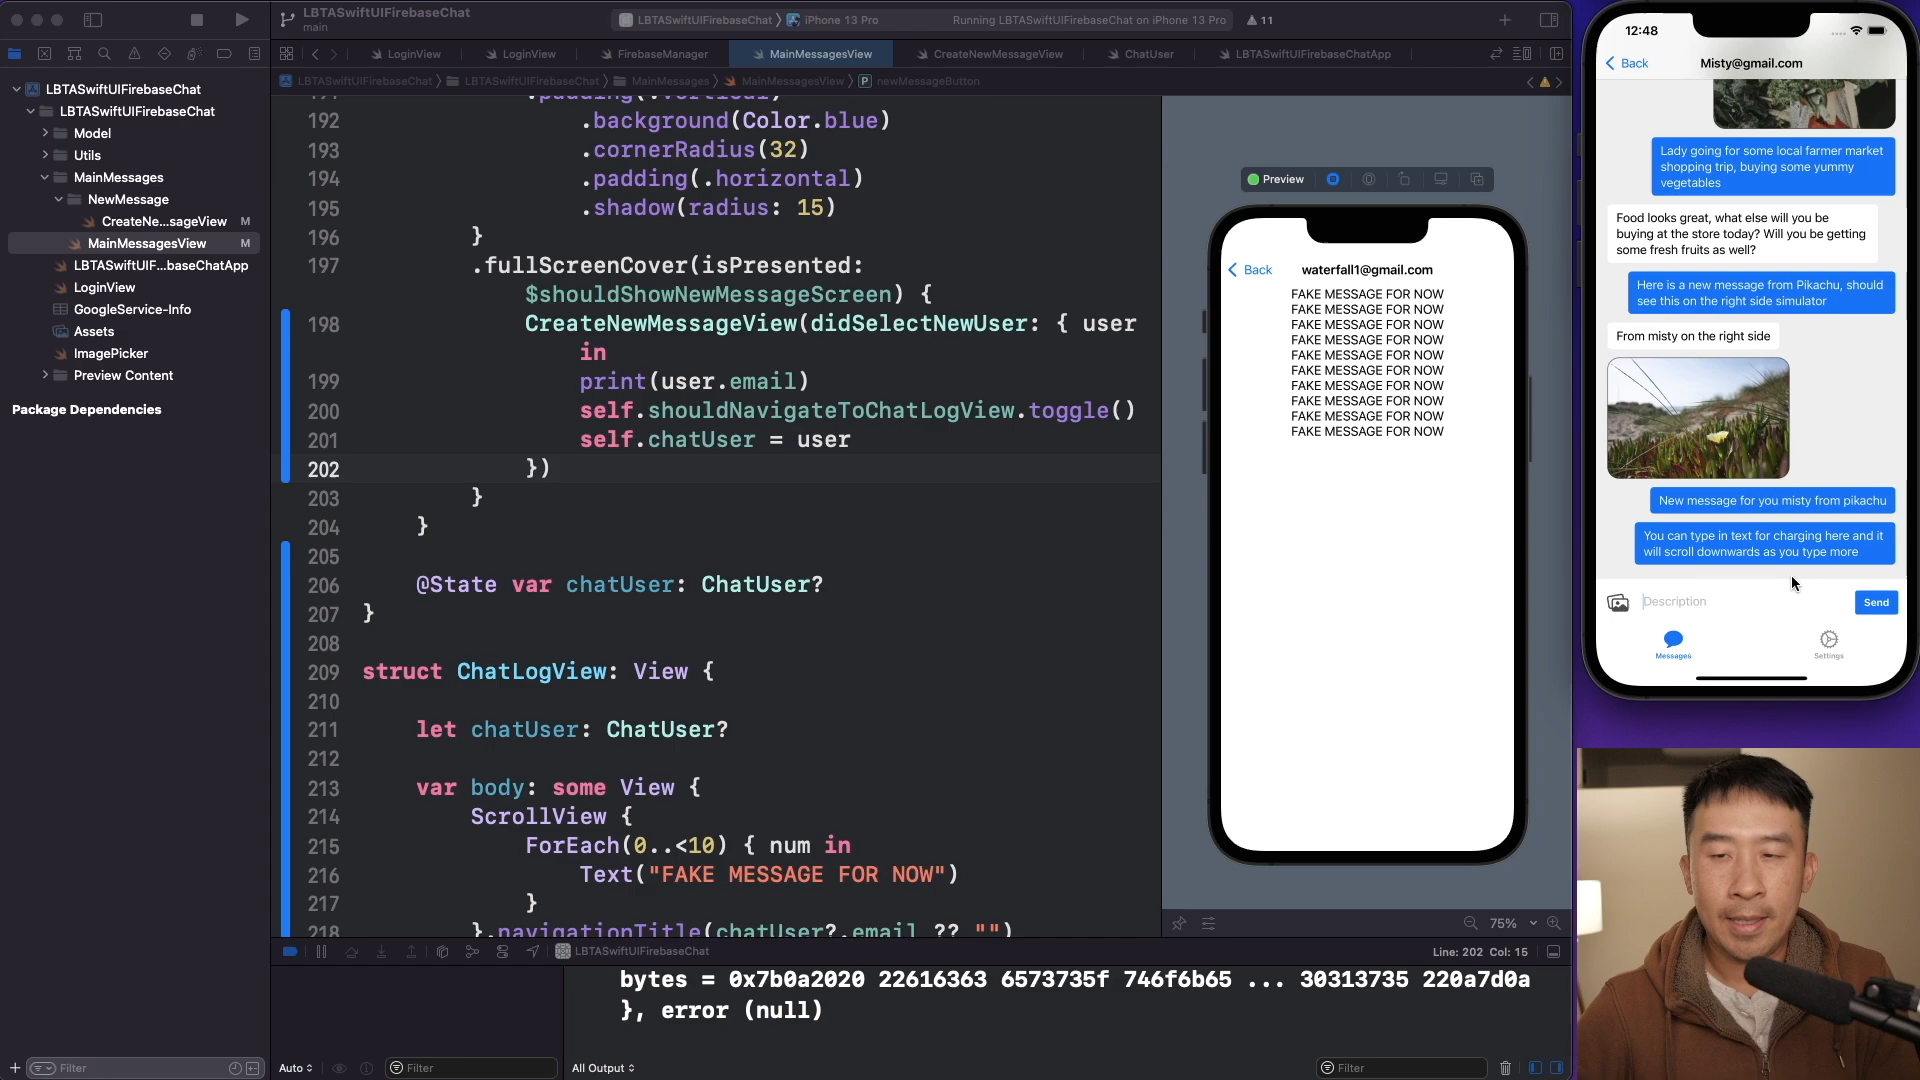 LBTASwiftUIFirebaseChat
main
LBTASwiftUIFirebaseChat
iPhone 13 Pro
Running LBTASwiftUIFirebaseChat on iPhone 13 Pro
11
LoginView
LoginView
FirebaseManager
MainMessagesView
CreateNewMessageView
ChatUser
LBTASwiftUIFirebaseChatApp
LBTASwiftUIFirebaseChat
LBTASwiftUIFirebaseChat
MainMessages
MainMessagesView
P newMessageButton
LBTASwiftUIFirebaseChat
LBTASwiftUIFirebaseChat
Model
Utils
MainMessages
NewMessage
CreateNe...sageView M
MainMessagesView M
LBTASwiftUIF...baseChatApp
LoginView
GoogleService-Info
Assets
ImagePicker
Preview Content
Package Dependencies
Filter
.padding(.vertical)
192 .background(Color.blue)
193 .cornerRadius(32)
194 .padding(.horizontal)
195 .shadow(radius: 15)
196 }
197 .fullScreenCover(isPresented:
$shouldShowNewMessageScreen) {
198 CreateNewMessageView(didSelectNewUser: { user
in
199 print(user.email)
200 self.shouldNavigateToChatLogView.toggle()
201 self.chatUser = user
202 })
203 }
204 }
205
206 @State var chatUser: ChatUser?
207 }
208
209 struct ChatLogView: View {
210
211 let chatUser: ChatUser?
212
213 var body: some View {
214 ScrollView {
215 ForEach(0..<10) { num in
216 Text("FAKE MESSAGE FOR NOW")
217 }
218 }.navigationTitle(chatUser?.email ?? "")
Preview
Back
waterfall1@gmail.com
FAKE MESSAGE FOR NOW
FAKE MESSAGE FOR NOW
FAKE MESSAGE FOR NOW
FAKE MESSAGE FOR NOW
FAKE MESSAGE FOR NOW
FAKE MESSAGE FOR NOW
FAKE MESSAGE FOR NOW
FAKE MESSAGE FOR NOW
FAKE MESSAGE FOR NOW
FAKE MESSAGE FOR NOW
75%
LBTASwiftUIFirebaseChat
Line: 202 Col: 15
bytes = 0x7b0a2020 22616363 6573735f 746f6b65 ... 30313735 220a7d0a
}, error (null)
Auto
Filter
All Output
Filter
12:48
Back
Misty@gmail.com
Lady going for some local farmer market
shopping trip, buying some yummy
vegetables
Food looks great, what else will you be
buying at the store today? Will you be getting
some fresh fruits as well?
Here is a new message from Pikachu, should
see this on the right side simulator
From misty on the right side
New message for you misty from pikachu
You can type in text for charging here and it
will scroll downwards as you type more
Description
Send
Messages
Settings